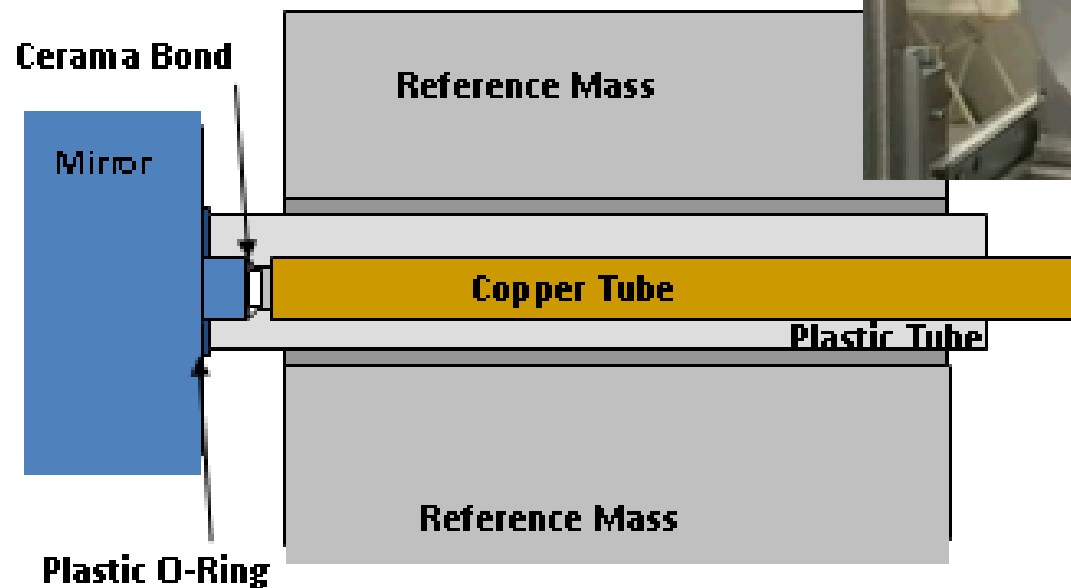 Cerama Bond
Reference Mass
Mirror
Copper Tube
Plastic Tube
Reference Mass
Plastic O-Ring